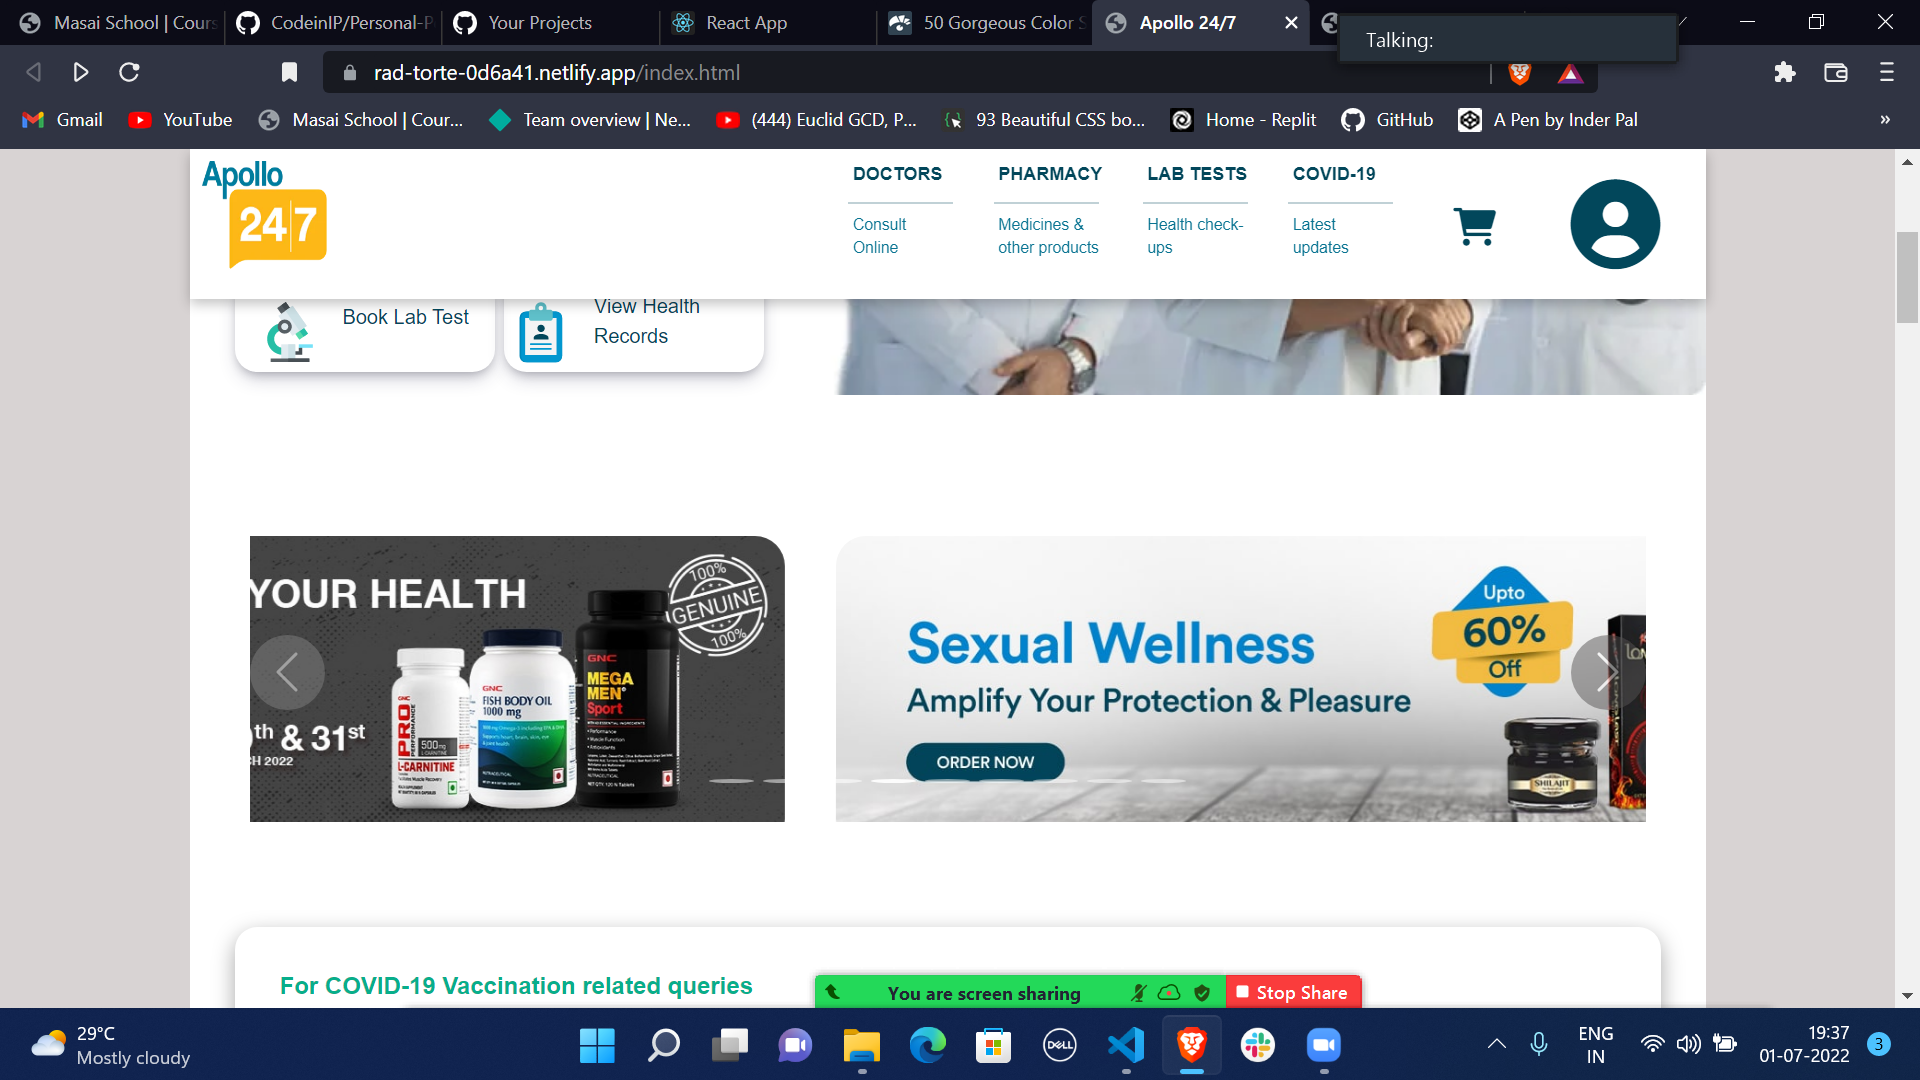 Masai School | Cours
CodeinIP/Personal-P
Your Projects
React App
50 Gorgeous Color S
Apollo 24/7
Talking:
rad-torte-0d6a41.netlify.app/index.html
Gmail
YouTube
Masai School | Cour...
Team overview | Ne...
(444) Euclid GCD, P...
93 Beautiful CSS bo...
Home - Replit
GitHub
A Pen by Inder Pal
»
Apollo
24|7
DOCTORS
Consult
Online
PHARMACY
Medicines &
other products
LAB TESTS
Health check-
ups
COVID-19
Latest
updates
Book Lab Test
View Health
Records
YOUR HEALTH
100%
GENUINE
100%
th & 31st
CH 2022
GNC
PRO
PERFORMANCE
500mg
L-CARNITINE
GNC
FISH BODY OIL
1000 mg
GNC
MEGA
MEN
Sport
Sexual Wellness
Amplify Your Protection & Pleasure
ORDER NOW
Upto
60%
Off
SHILAJIT
For COVID-19 Vaccination related queries
You are screen sharing
Stop Share
29°C
Mostly cloudy
DELL
ENG
IN
19:37
01-07-2022
3